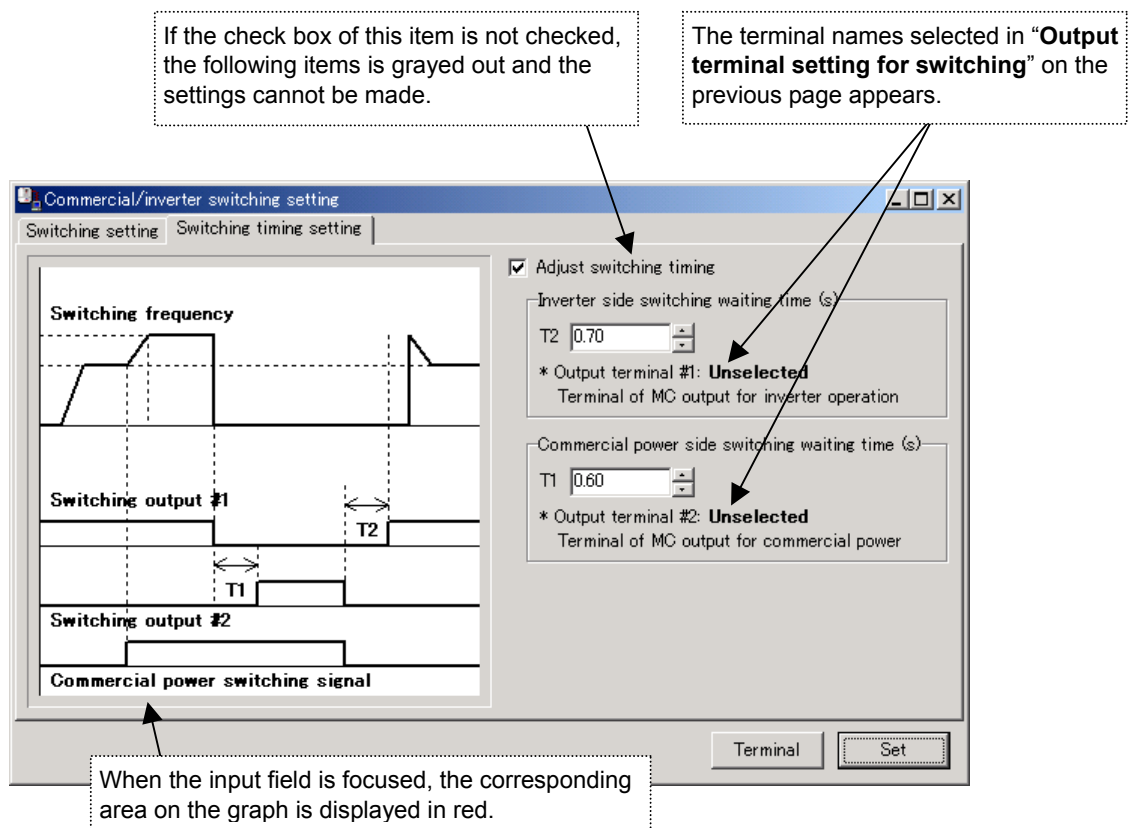 If the check box of this item is not checked,
the following items is grayed out and the
settings cannot be made.
The terminal names selected in “Output
terminal setting for switching” on the
previous page appears.
Commercial/inverter switching setting
Switching setting
Switching timing setting
Switching frequency
Switching output #1
T2
T1
Switching output #2
Commercial power switching signal
Adjust switching timing
Inverter side switching waiting time (s)
T2 0.70
* Output terminal #1: Unselected
Terminal of MC output for inverter operation
Commercial power side switching waiting time (s)
T1 0.60
* Output terminal #2: Unselected
Terminal of MC output for commercial power
Terminal
Set
When the input field is focused, the corresponding
area on the graph is displayed in red.